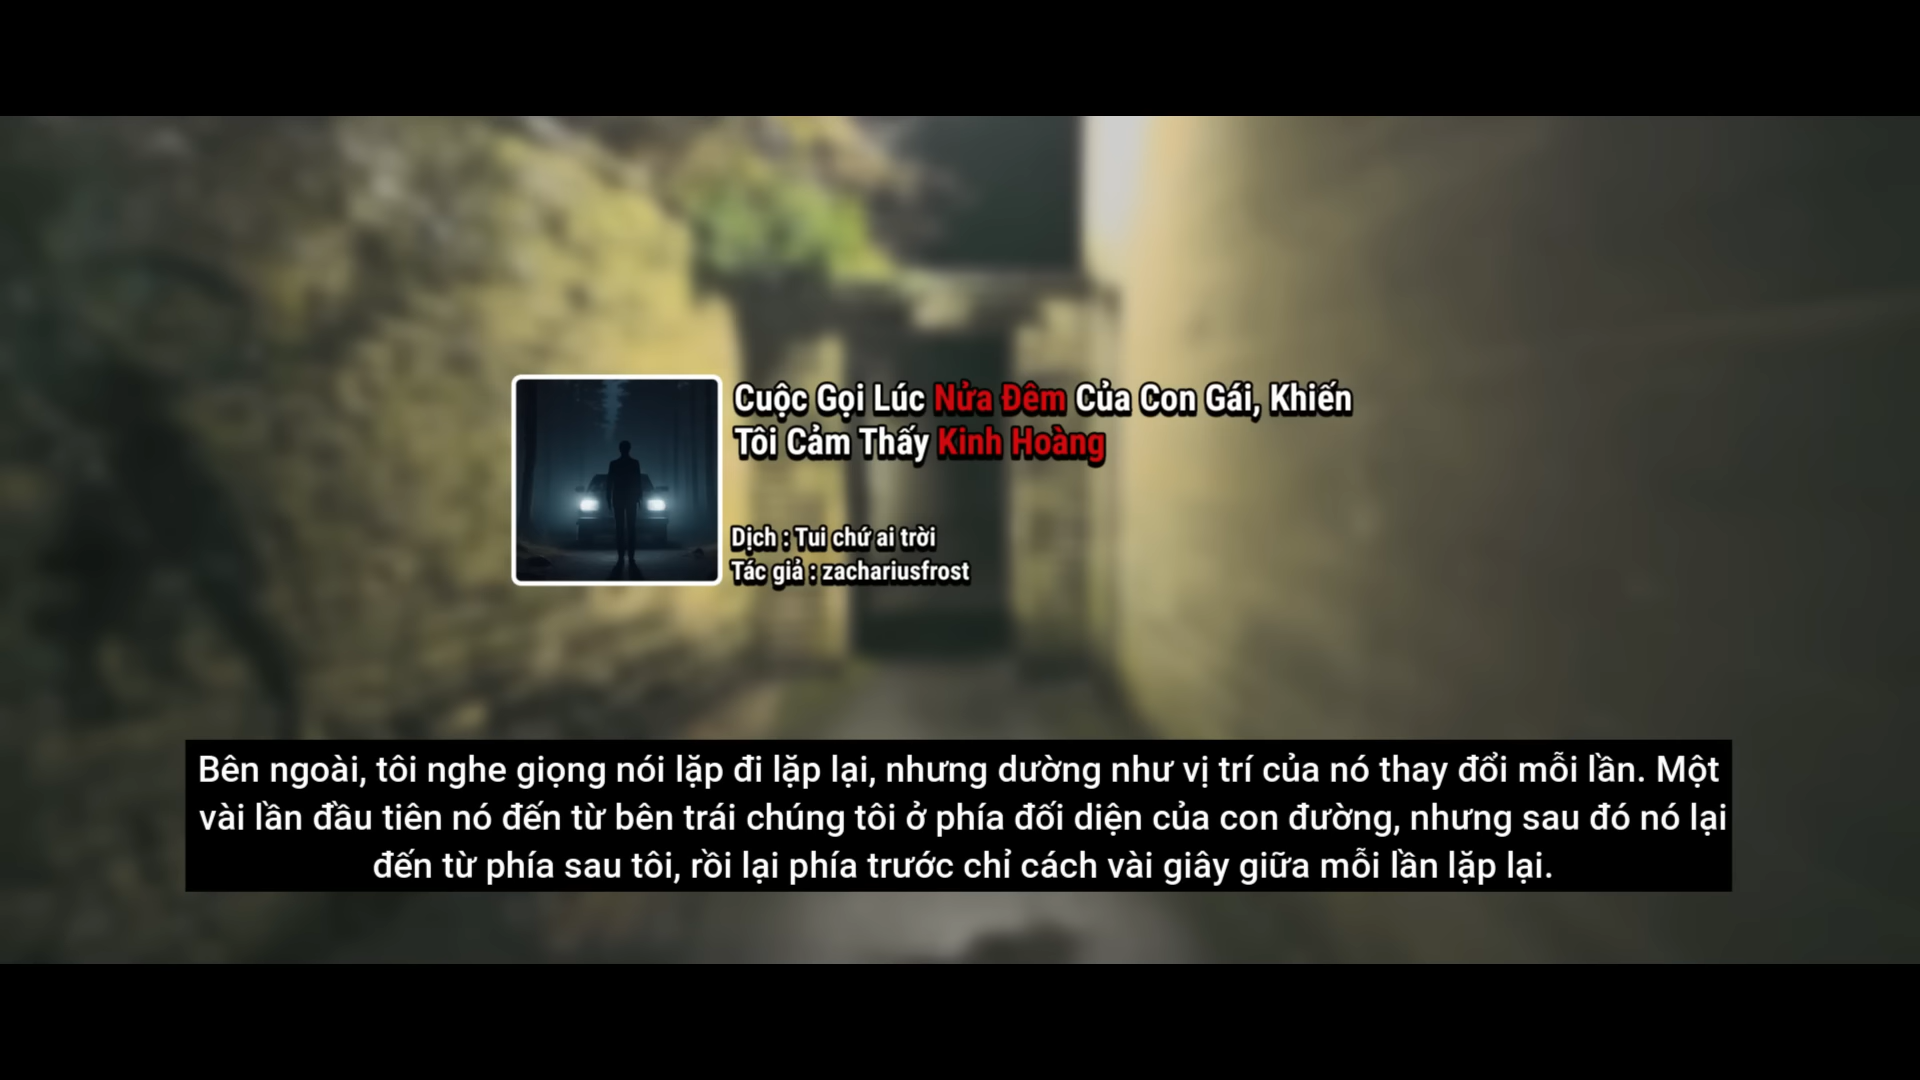 Cuộc Gọi Lúc Nửa Đêm Của Con Gái, Khiến
Tôi Cảm Thấy Kinh Hoàng
Dịch : Tui chứ ai trời
Tác giả : zachariusfrost
Bên ngoài, tôi nghe giọng nói lặp đi lặp lại, nhưng dường như vị trí của nó thay đổi mỗi lần. Một
vài lần đầu tiên nó đến từ bên trái chúng tôi ở phía đối diện của con đường, nhưng sau đó nó lại
đến từ phía sau tôi, rồi lại phía trước chỉ cách vài giây giữa mỗi lần lặp lại.